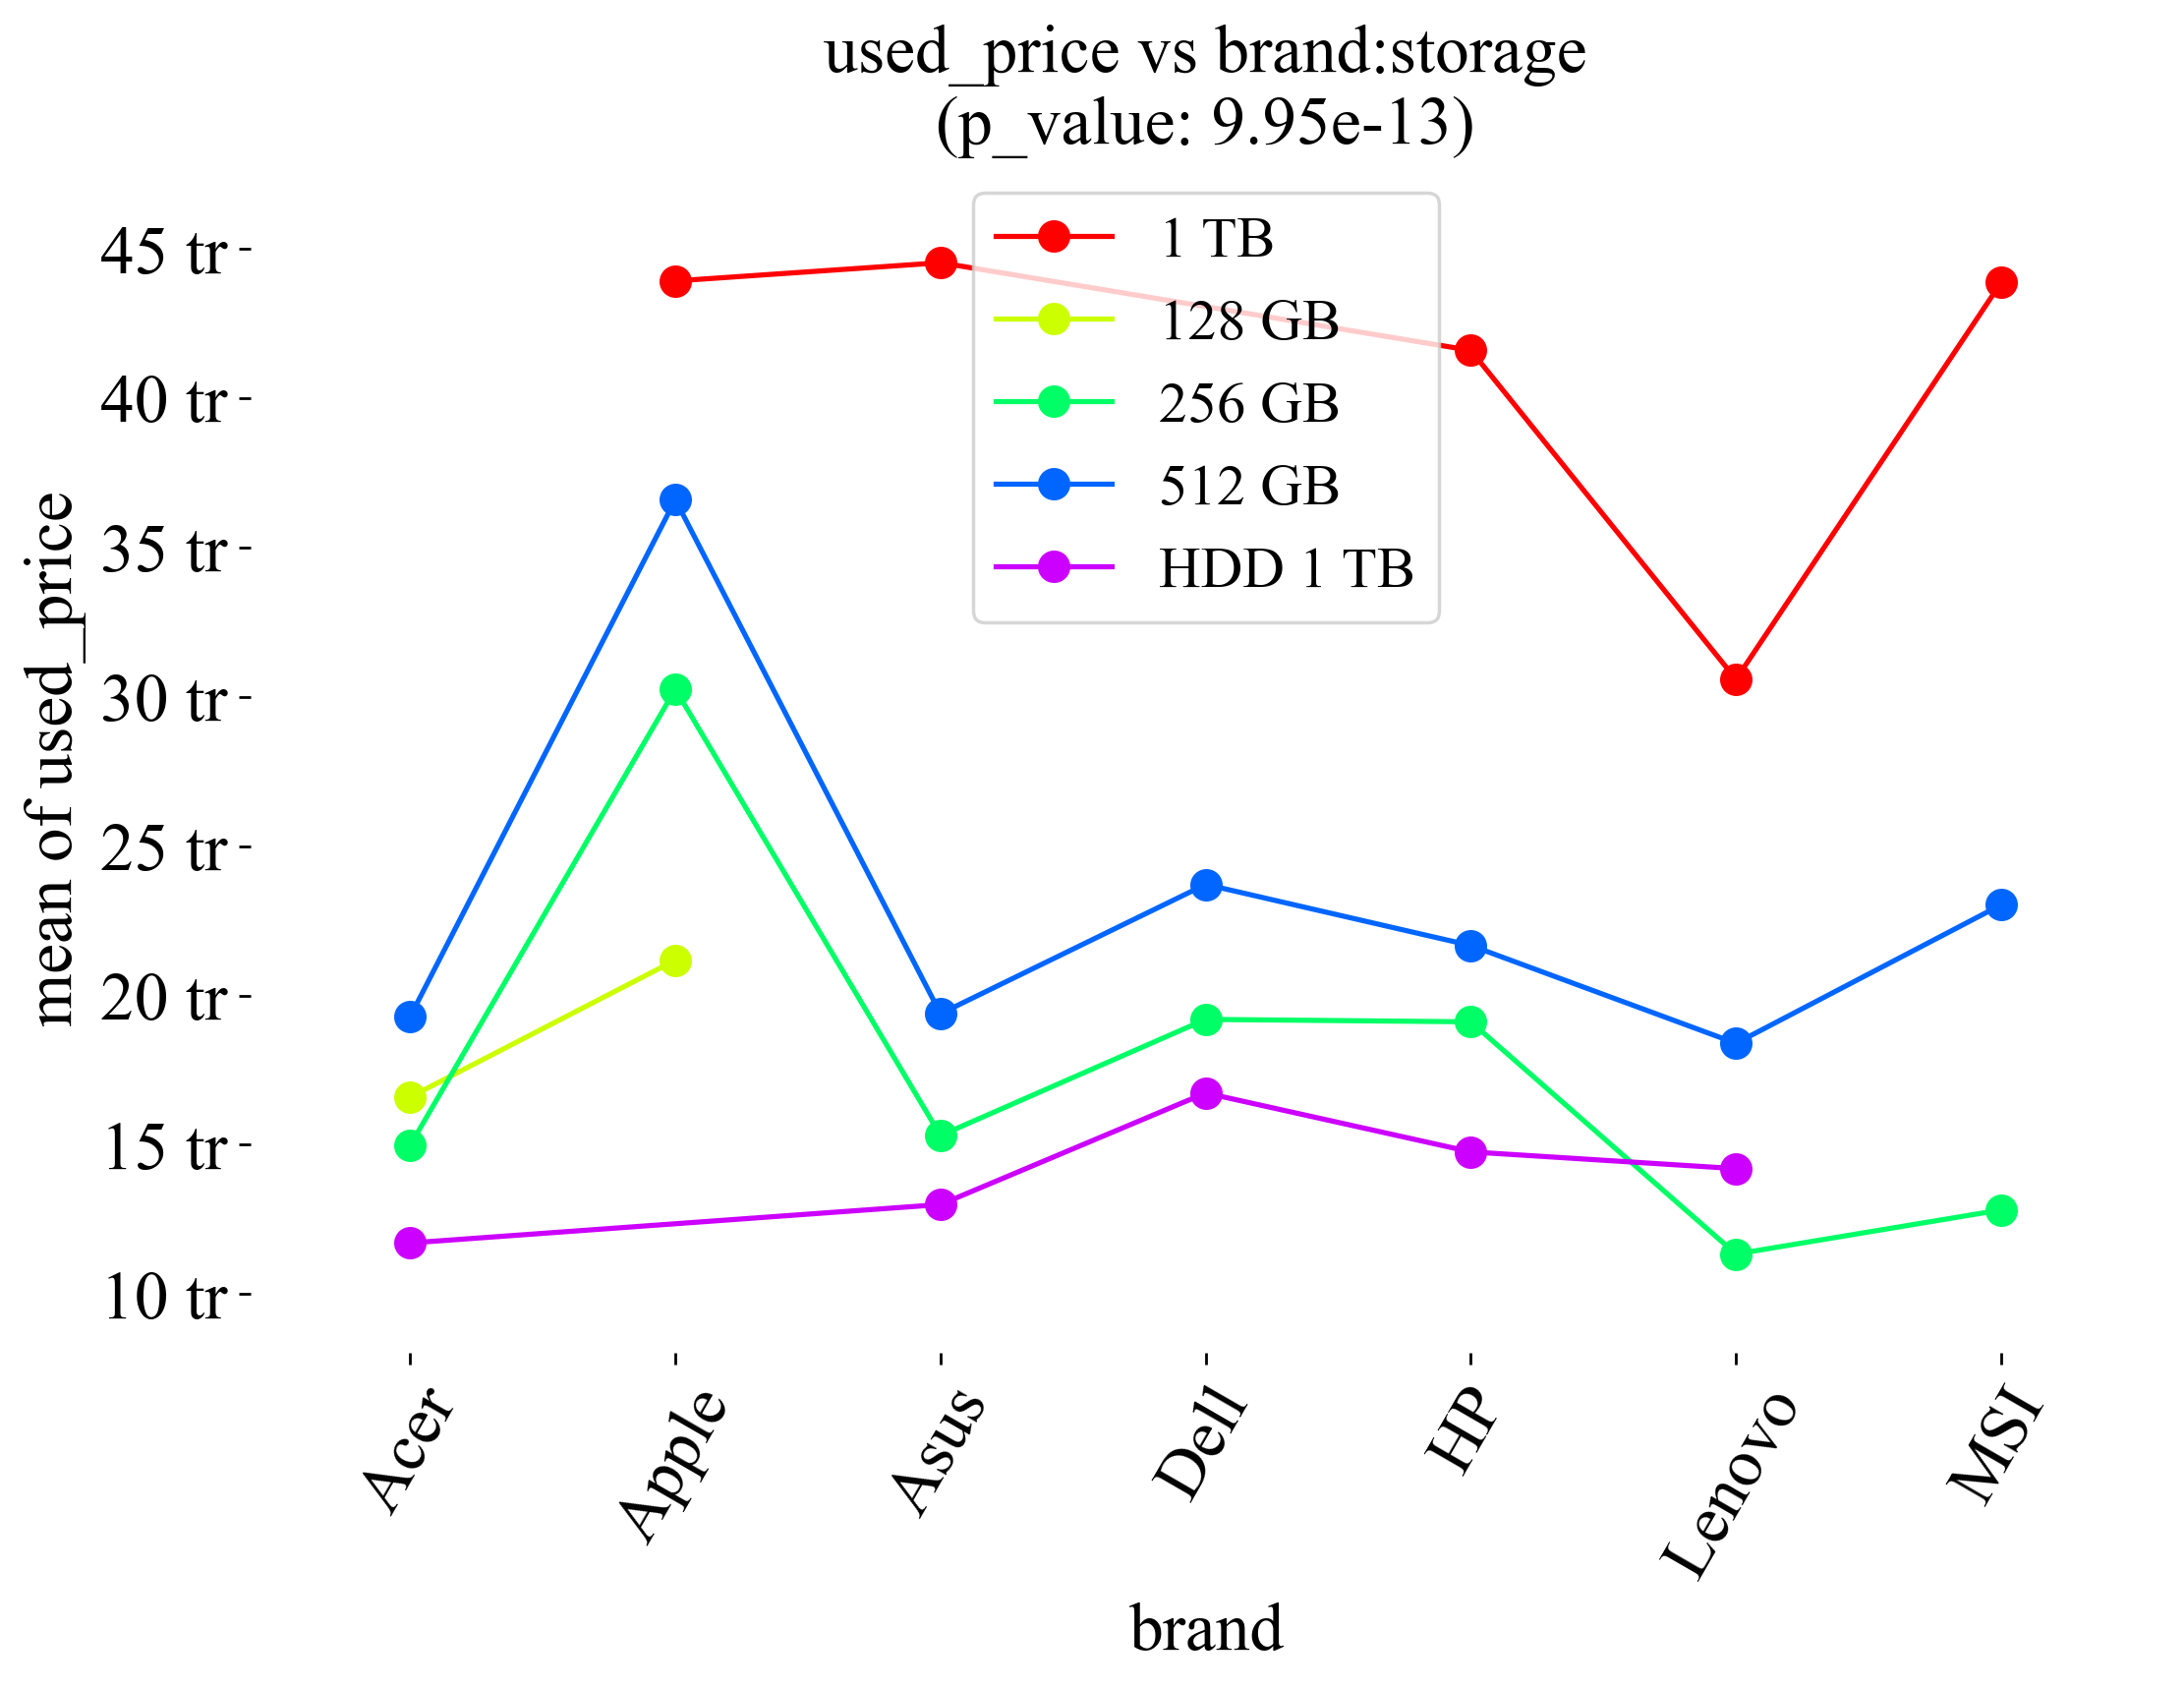 used_price vs brand:storage
(p_value: 9.95e-13)
1 TB
128 GB
256 GB
512 GB
HDD 1 TB
mean of used_price
45 tr
40 tr
35 tr
30 tr
25 tr
20 tr
15 tr
10 tr
Acer
Apple
Asus
Dell
HP
Lenovo
MSI
brand